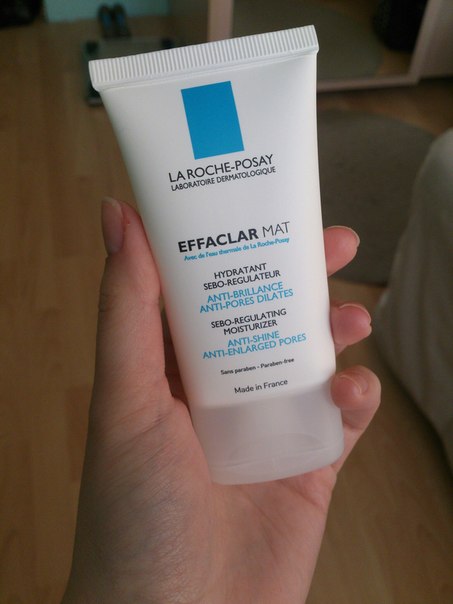 LA ROCHE-POSAY
LABORATOIRE DERMATOLOGIQUE
EFFACLAR MAT
Avec de l'eau thermale de La Roche-Posay
HYDRATANT
SEBO-REGULATEUR
ANTI-BRILLANCE
ANTI-PORES DILATES
SEBO-REGULATING
MOISTURIZER
ANTI-SHINE
ANTI-ENLARGED PORES
Sans paraben - Paraben-free
Made in France